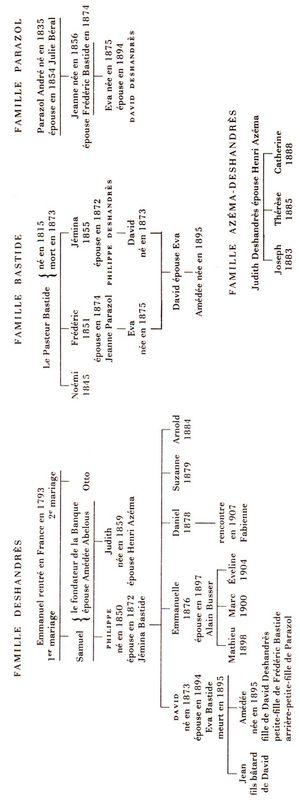 FAMILLE DESHANDRÈS
Emmanuel rentré en France en 1793
1er mariage 2e mariage
Samuel { le fondateur de la Banque
épouse Amédée Abelous
Otto
PHILIPPE
né en 1850
épouse en 1872
Jémina Bastide
Judith
née en 1859
épouse Henri Azéma
DAVID
né en 1873
épouse en 1894
Eva Bastide
meurt en 1895
Emmanuelle
1876
épouse en 1897
Alain Busser
Daniel
1878
rencontre
en 1907
Fabienne
Suzanne
1879
Arnold
1884
Mathieu Marc Éveline
1898 1900 1904
Jean
fils bâtard
de David
Amédée
née en 1895
fille de David Deshandrès
petite-fille de Frédéric Bastide
arrière-petite-fille de Parazol
FAMILLE BASTIDE
Le Pasteur Bastide { né en 1815
mort en 1873
Noémi
1845
Frédéric
1851
épouse en 1874
Jeanne Parazol
Jémina
1855
épouse en 1872
PHILIPPE DESHANDRÈS
Eva
née en 1875
David
né en 1873
David épouse Eva
Amédée née en 1895
FAMILLE PARAZOL
Parazol André né en 1835
épouse en 1854 Julie Béral
Jeanne née en 1856
épouse Frédéric Bastide en 1874
Eva née en 1875
épouse en 1894
DAVID DESHANDRÈS
FAMILLE AZÉMA-DESHANDRÈS
Judith Deshandrès épouse Henri Azéma
Joseph Thérèse Catherine
1883 1885 1888